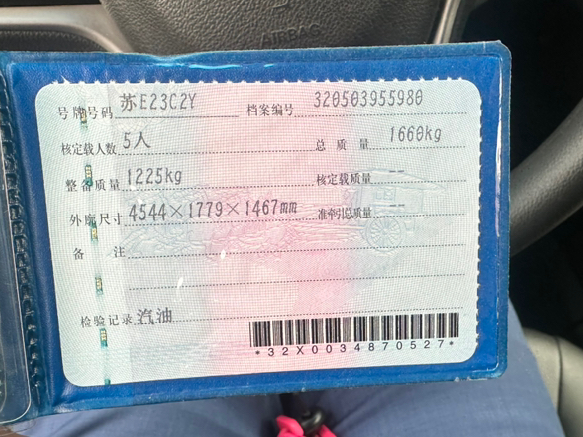 AIRBAG
号牌号码 苏E23C2Y 档案编号 320503955980
核定载人数 5人 总质量 1660kg
整备质量 1225kg 核定载质量 --
外廓尺寸 4544×1779×1467mm 准牵引总质量 --
备注
检验记录 汽油
*32X0034870527*